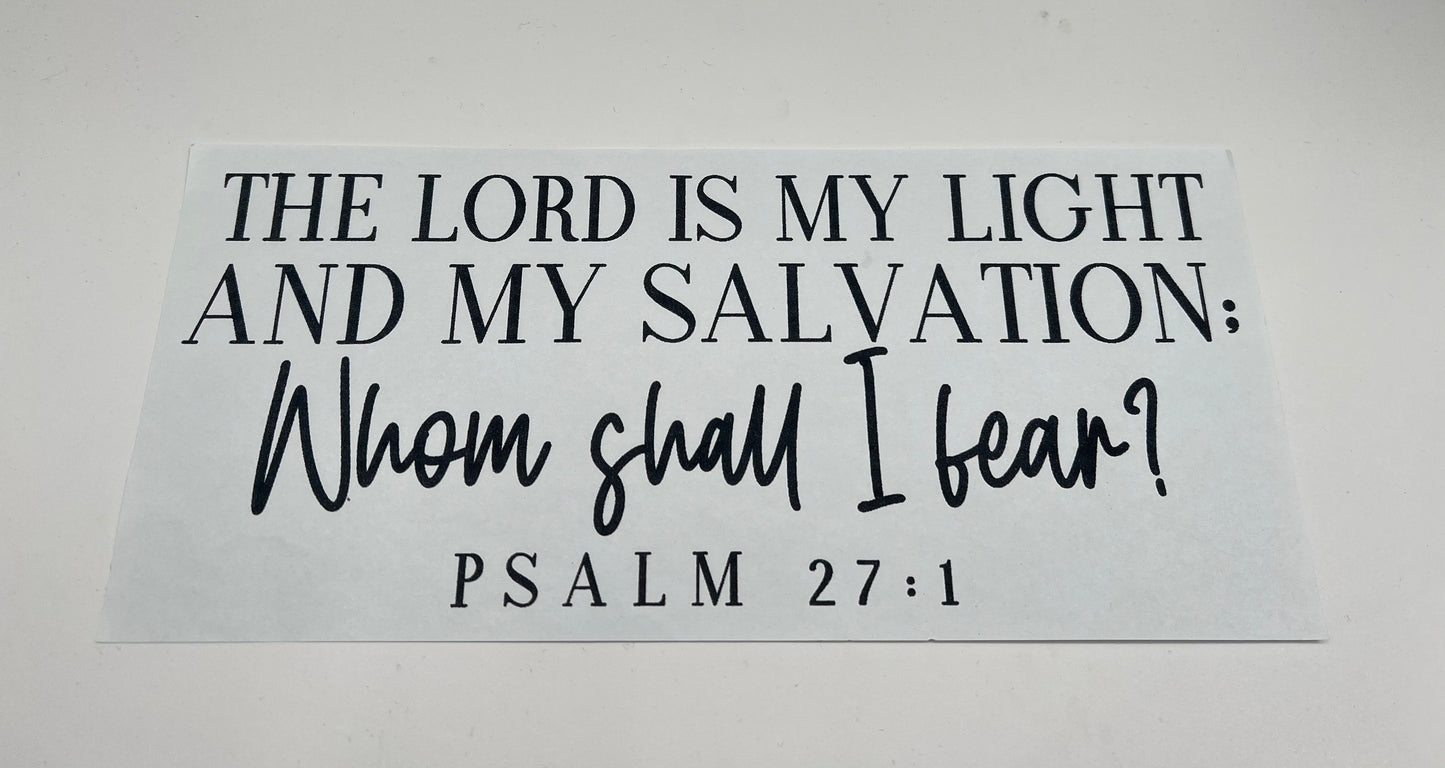 THE LORD IS MY LIGHT
AND MY SALVATION;
Whom shall I fear?
PSALM 27:1